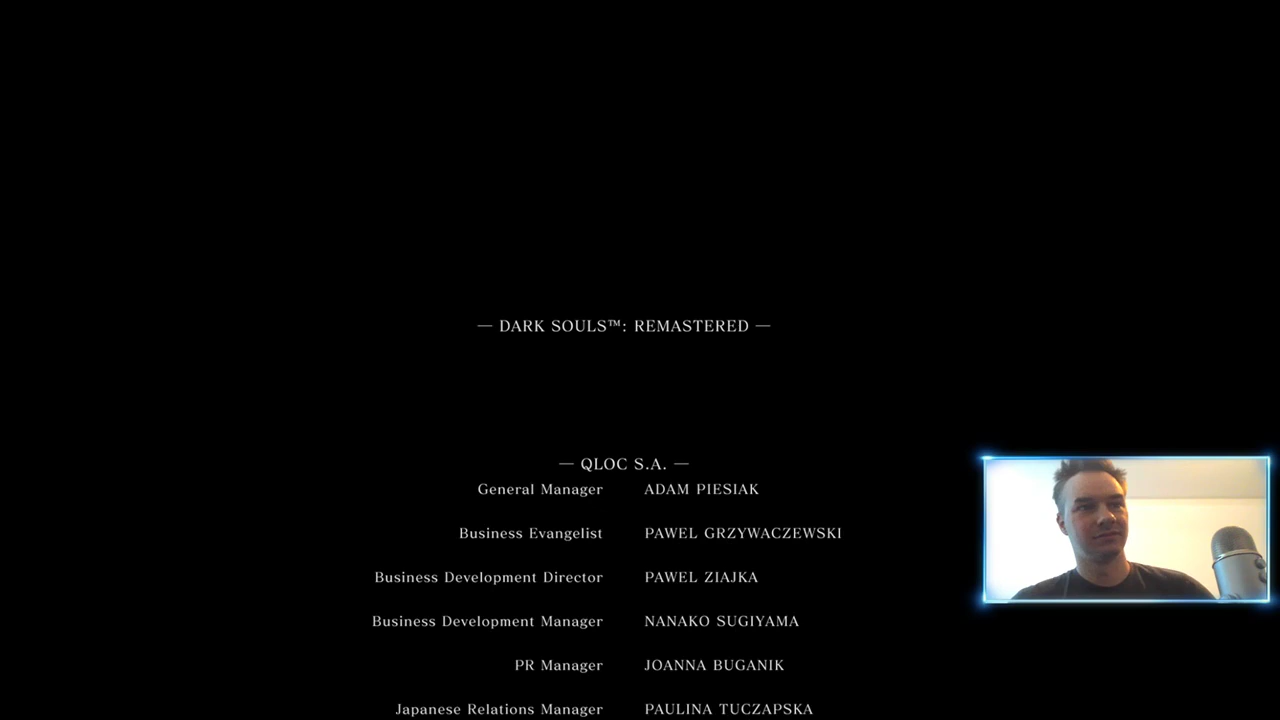 — DARK SOULS™: REMASTERED —
— QLOC S.A. —
General Manager ADAM PIESIAK
Business Evangelist PAWEL GRZYWACZEWSKI
Business Development Director PAWEL ZIAJKA
Business Development Manager NANAKO SUGIYAMA
PR Manager JOANNA BUGANIK
Japanese Relations Manager PAULINA TUCZAPSKA